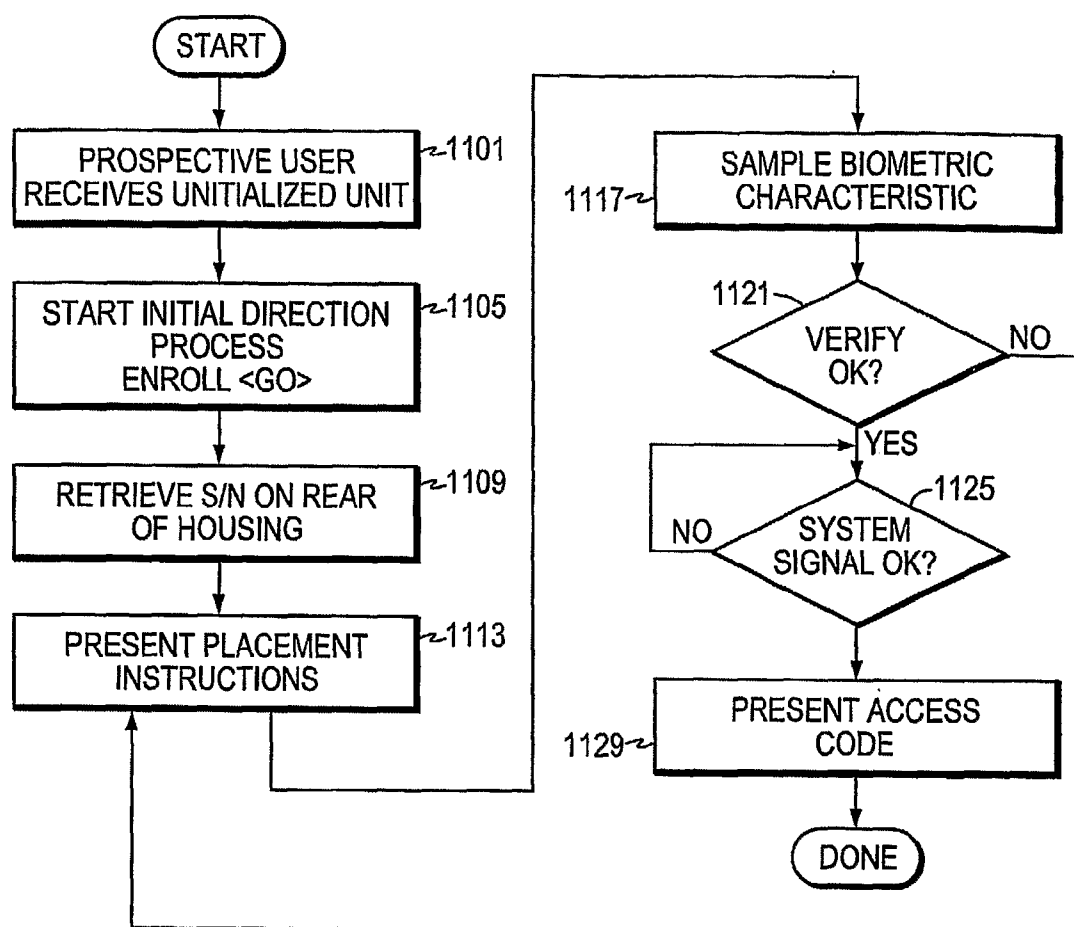 START
PROSPECTIVE USER
RECEIVES UNITIALIZED UNIT
1101
START INITIAL DIRECTION
PROCESS
ENROLL <GO>
1105
RETRIEVE S/N ON REAR
OF HOUSING
1109
PRESENT PLACEMENT
INSTRUCTIONS
1113
SAMPLE BIOMETRIC
CHARACTERISTIC
1117
1121
VERIFY
OK?
NO
YES
1125
SYSTEM
SIGNAL OK?
NO
PRESENT ACCESS
CODE
1129
DONE